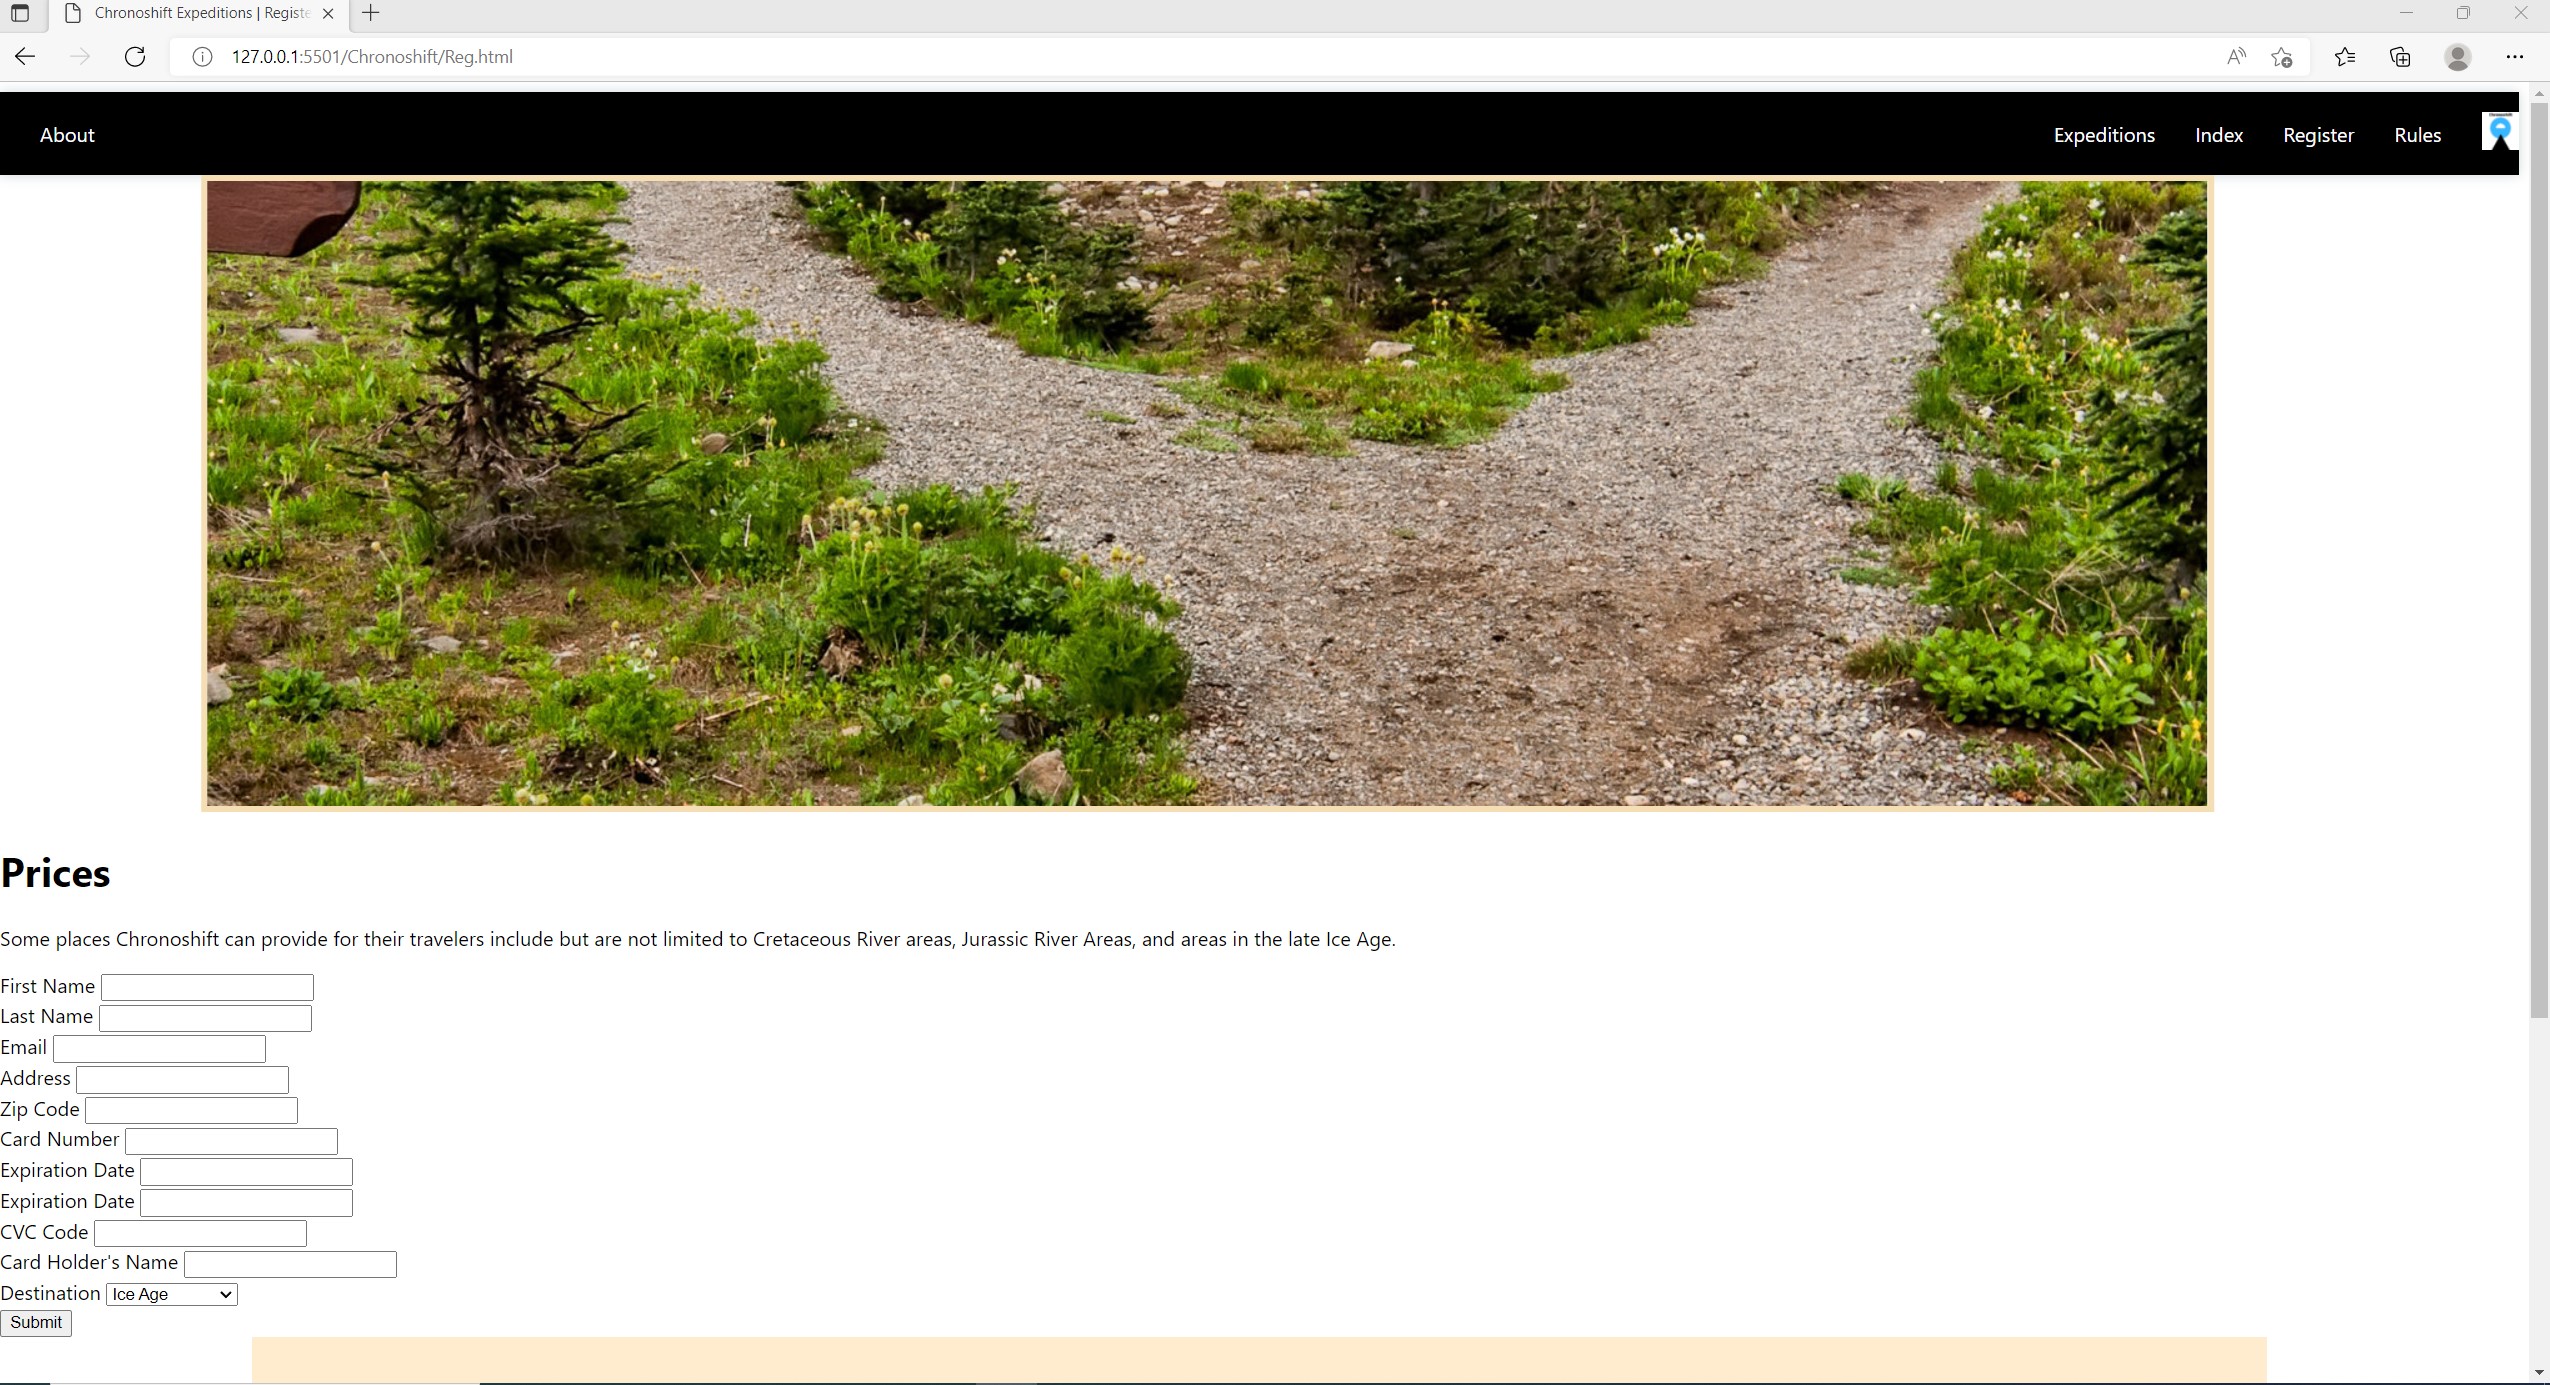 Chronoshift Expeditions | Registe
127.0.0.1:5501/Chronoshift/Reg.html
About
Expeditions
Index
Register
Rules
Prices
Some places Chronoshift can provide for their travelers include but are not limited to Cretaceous River areas, Jurassic River Areas, and areas in the late Ice Age.
First Name
Last Name
Email
Address
Zip Code
Card Number
Expiration Date
Expiration Date
CVC Code
Card Holder's Name
Destination Ice Age
Submit